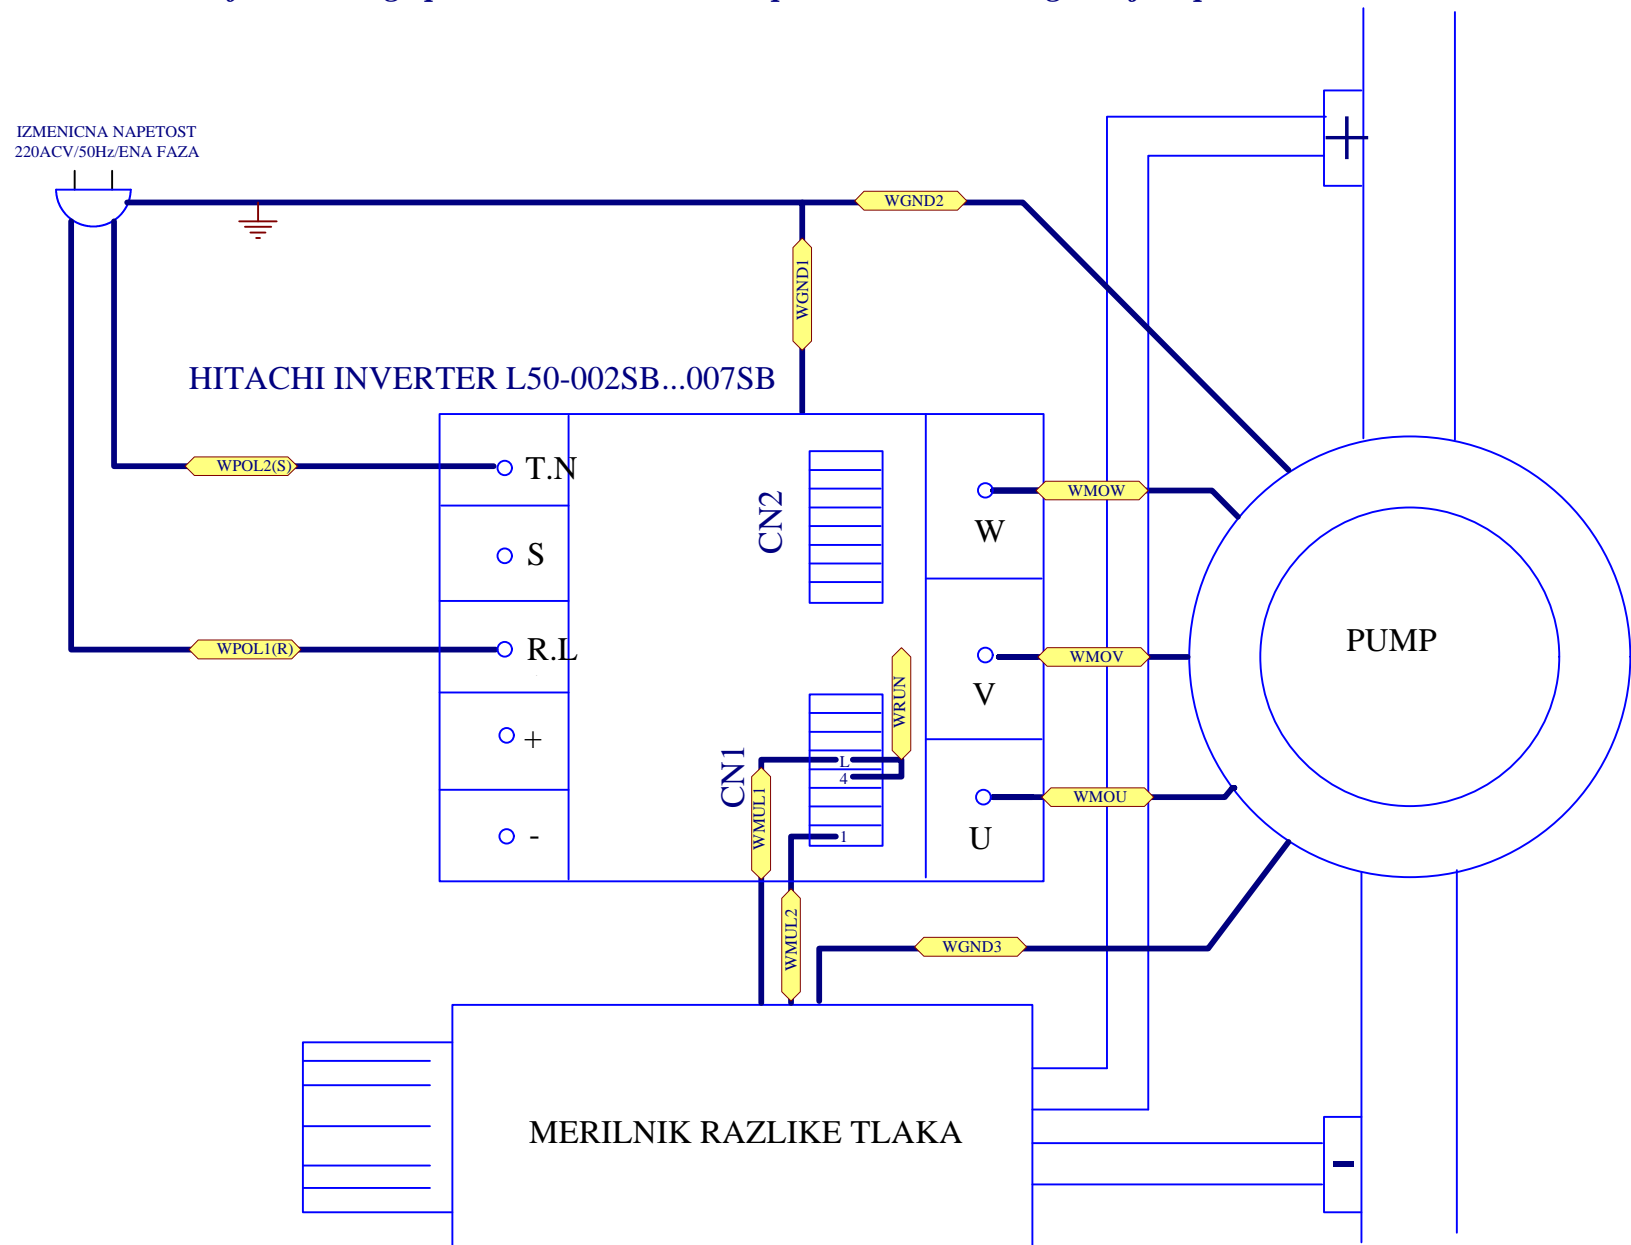 IZMENICNA NAPETOST
220ACV/50Hz/ENA FAZA
WGND2
WGND1
HITACHI INVERTER L50-002SB...007SB
WPOL2(S)
T.N
S
WPOL1(R)
R.L
+
-
CN2
CN1
L
4
1
WRUN
WMUL1
WMUL2
W
WMOW
V
WMOV
U
WMOU
PUMP
+
WGND3
MERILNIK RAZLIKE TLAKA
-